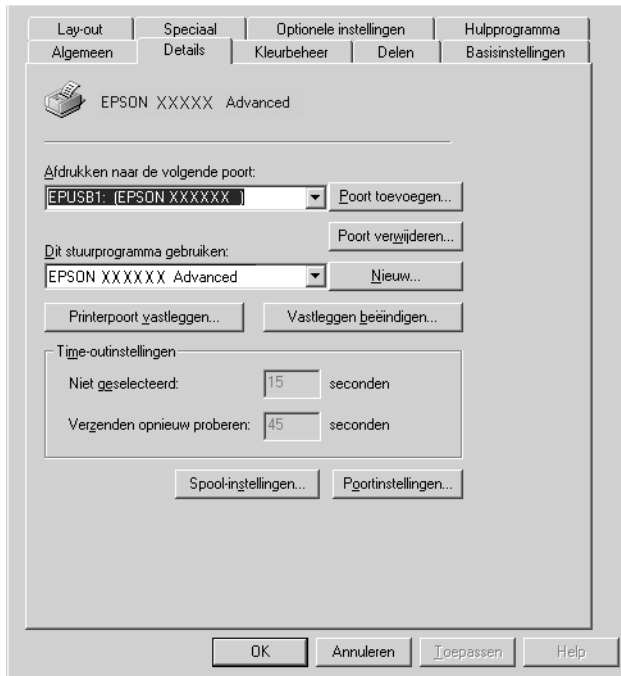 Lay-out Speciaal Optionele instellingen Hulpprogramma
Algemeen Details Kleurbeheer Delen Basisinstellingen
EPSON XXXXX Advanced
Afdrukken naar de volgende poort:
EPUSB1: (EPSON XXXXXX ) Poort toevoegen...
Poort verwijderen...
Dit stuurprogramma gebruiken:
EPSON XXXXXX Advanced Nieuw...
Printerpoort vastleggen... Vastleggen beëindigen...
Time-outinstellingen
Niet geselecteerd: 15 seconden
Verzenden opnieuw proberen: 45 seconden
Spool-instellingen... Poortinstellingen...
OK Annuleren Toepassen Help